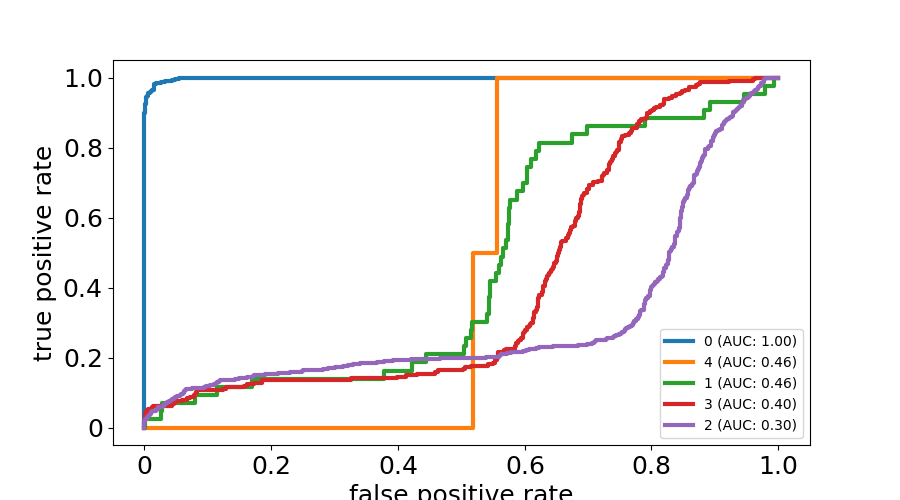 true positive rate
1.0
0.8
0.6
0.4
0.2
0
0 (AUC: 1.00)
4 (AUC: 0.46)
1 (AUC: 0.46)
3 (AUC: 0.40)
2 (AUC: 0.30)
0 0.2 0.4 0.6 0.8 1.0
false positive rate